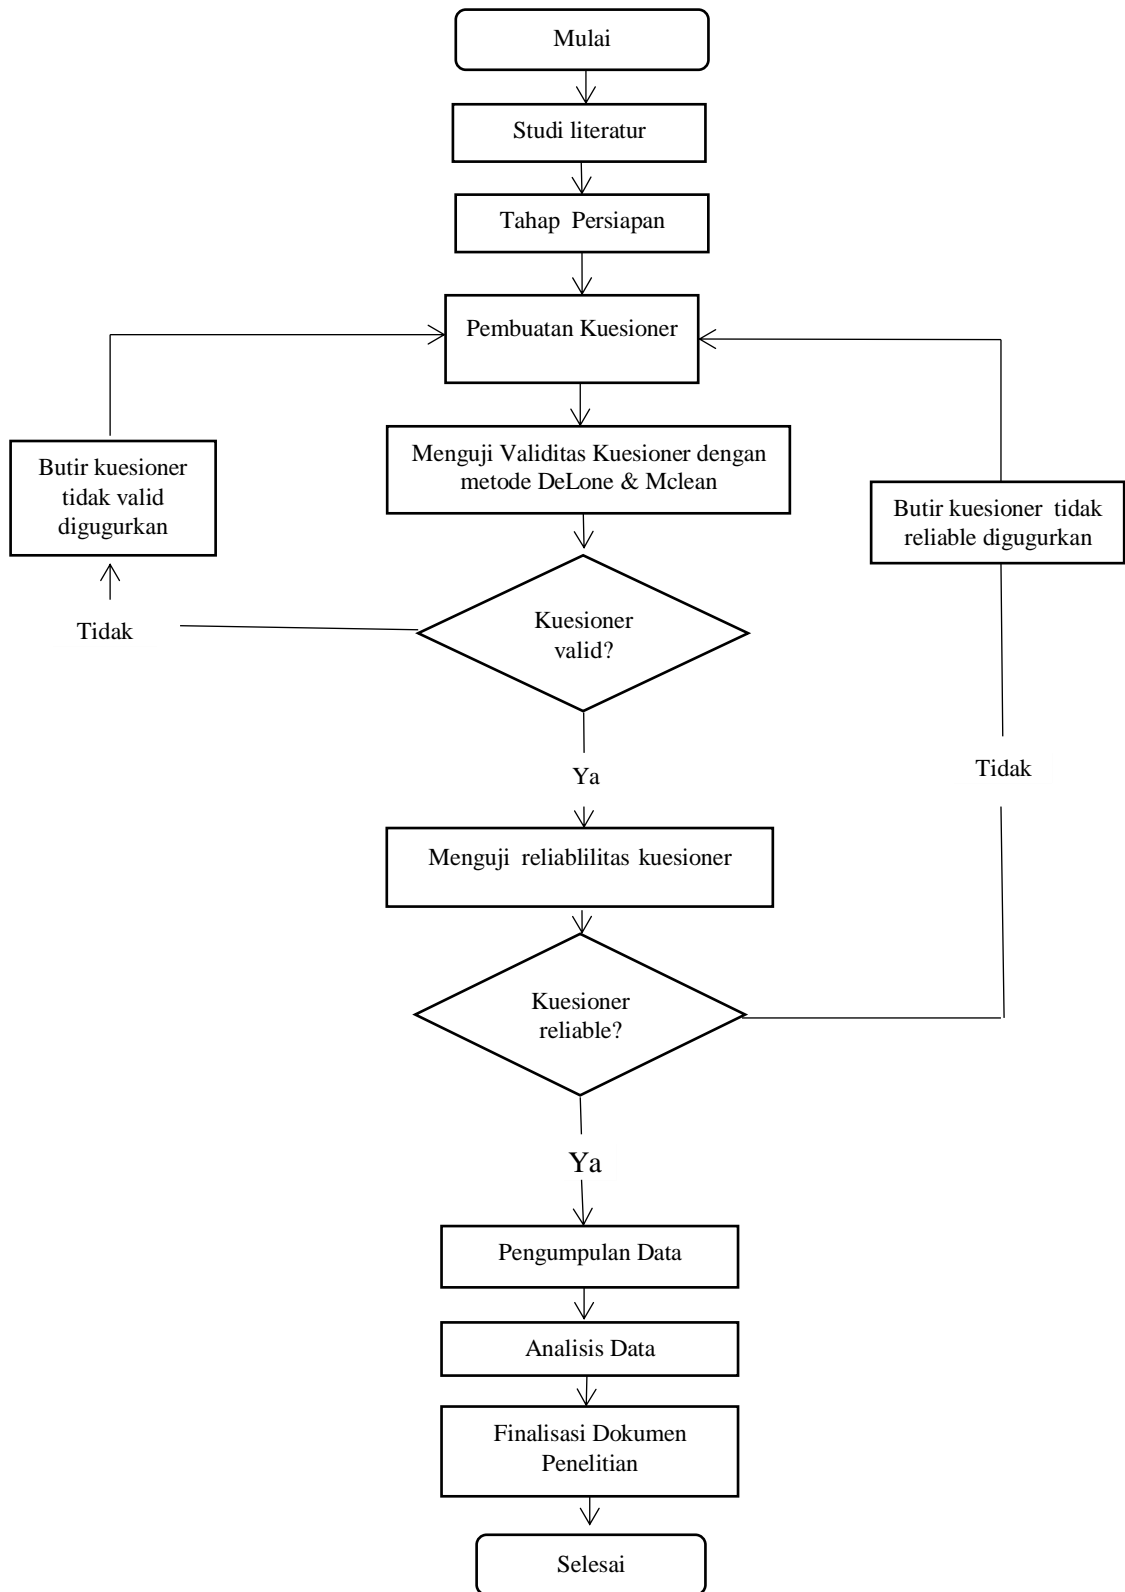 Mulai
Studi literatur
Tahap Persiapan
Pembuatan Kuesioner
Menguji Validitas Kuesioner dengan
metode DeLone & Mclean
Butir kuesioner
tidak valid
digugurkan
Butir kuesioner tidak
reliable digugurkan
Kuesioner
valid?
Tidak
Ya
Tidak
Menguji reliablilitas kuesioner
Kuesioner
reliable?
Ya
Pengumpulan Data
Analisis Data
Finalisasi Dokumen
Penelitian
Selesai